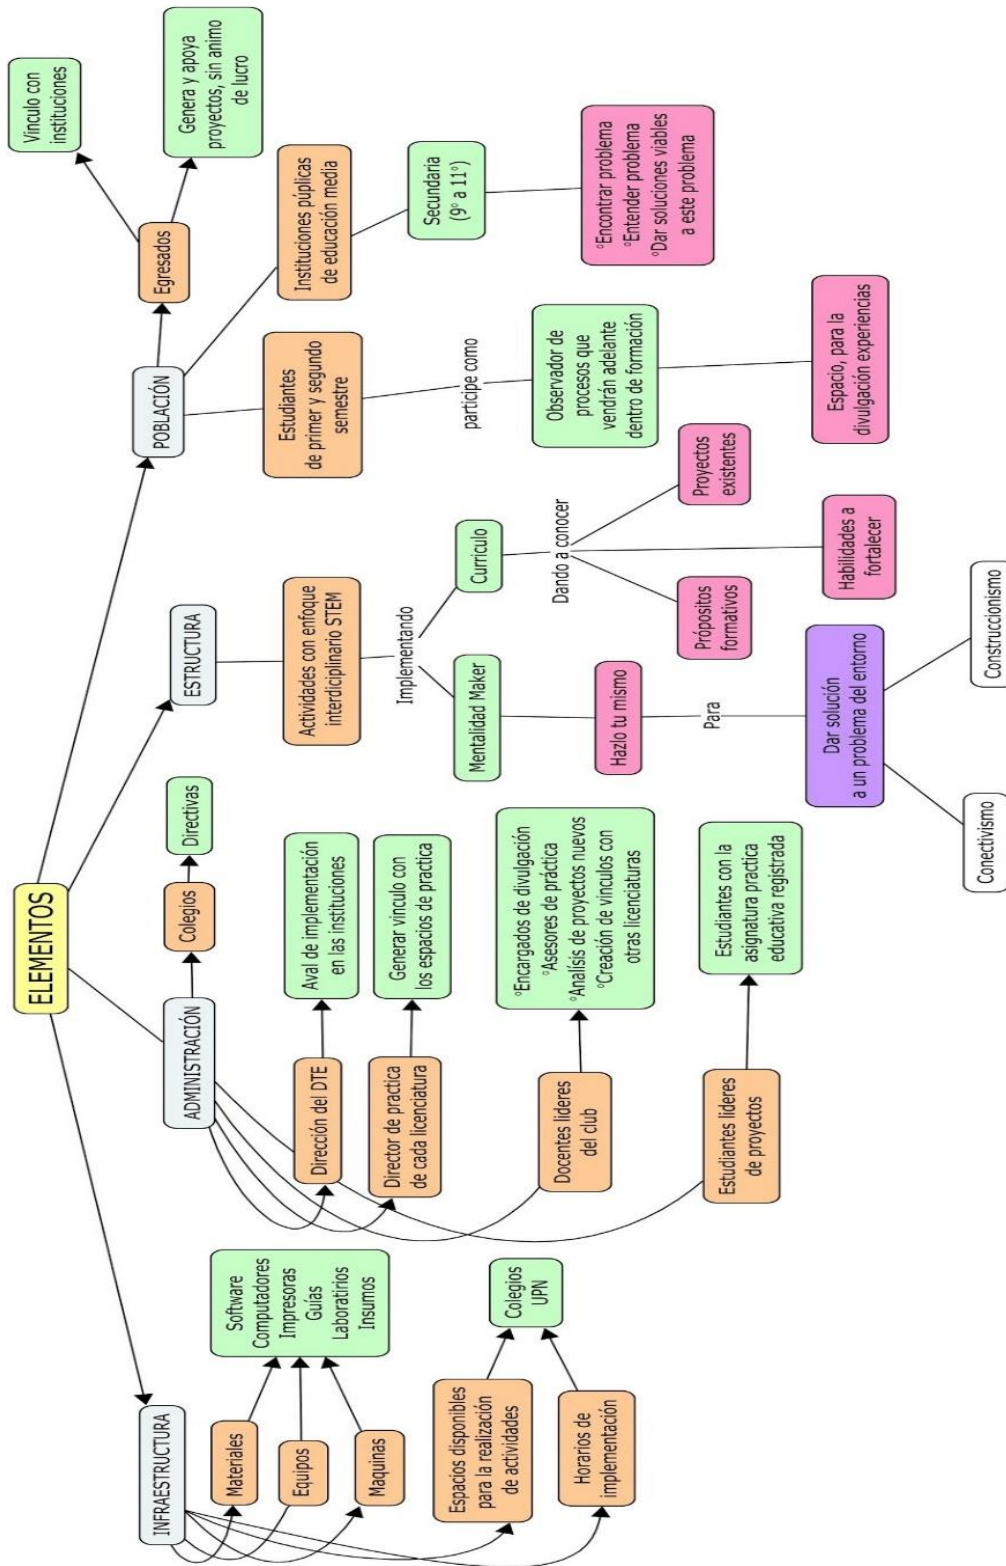 ELEMENTOS
INFRAESTRUCTURA
Materiales
Equipos
Maquinas
Software
Computadores
Impresoras
Guías
Laboratirios
Insumos
Espacios disponibles
para la realización
de actividades
Horarios de
implementación
Colegios
UPN
ADMINISTRACIÓN
Colegios
Directivas
Dirección del DTE
Aval de implementación
en las instituciones
Director de practica
de cada licenciatura
Generar vinculo con
los espacios de practica
Docentes lideres
del club
°Encargados de divulgación
°Asesores de práctica
°Análisis de proyectos nuevos
°Creación de vínculos con
otras licenciaturas
Estudiantes lideres
de proyectos
Estudiantes con la
asignatura practica
educativa registrada
ESTRUCTURA
Actividades con enfoque
interdiciplinario STEM
Implementando
Mentalidad Maker
Curriculo
Hazlo tu mismo
Para
Dar solución
a un problema del entorno
Conectivismo
Construccionismo
Dando a conocer
Própositos
formativos
Habilidades a
fortalecer
Proyectos
existentes
POBLACIÓN
Egresados
Vinculo con
instituciones
Genera y apoya
proyectos, sin animo
de lucro
Estudiantes
de primer y segundo
semestre
participe como
Observador de
procesos que
vendrán adelante
dentro de formación
Espacio, para la
divulgación experiencias
Instituciones púplicas
de educación media
Secundaria
(9° a 11°)
°Encontrar problema
°Entender problema
°Dar soluciones viables
a este problema